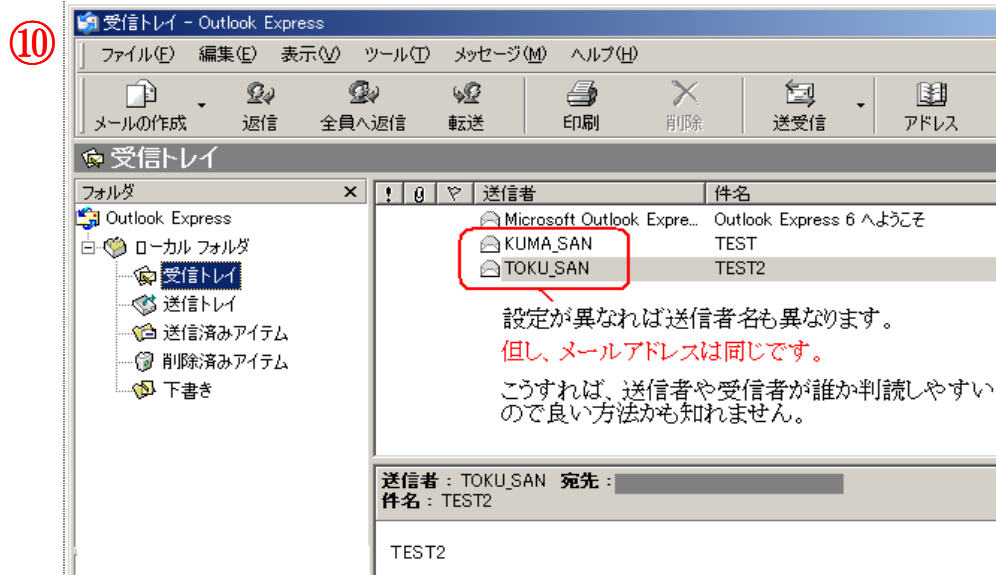 ⑩
受信トレイ - Outlook Express
ファイル(F) 編集(E) 表示(V) ツール(T) メッセージ(M) ヘルプ(H)
メールの作成 返信 全員へ返信 転送 印刷 削除 送受信 アドレス
受信トレイ
フォルダ × ! 送信者 件名
Outlook Express
ローカル フォルダ
受信トレイ
送信トレイ
送信済みアイテム
削除済みアイテム
下書き
Microsoft Outlook Expre... Outlook Express 6 へようこそ
KUMA_SAN TEST
TOKU_SAN TEST2
設定が異なれば送信者名も異なります。
但し、メールアドレスは同じです。
こうすれば、送信者や受信者が誰か判読しやすい
ので良い方法かも知れません。
送信者 : TOKU_SAN 宛先 :
件名 : TEST2
TEST2